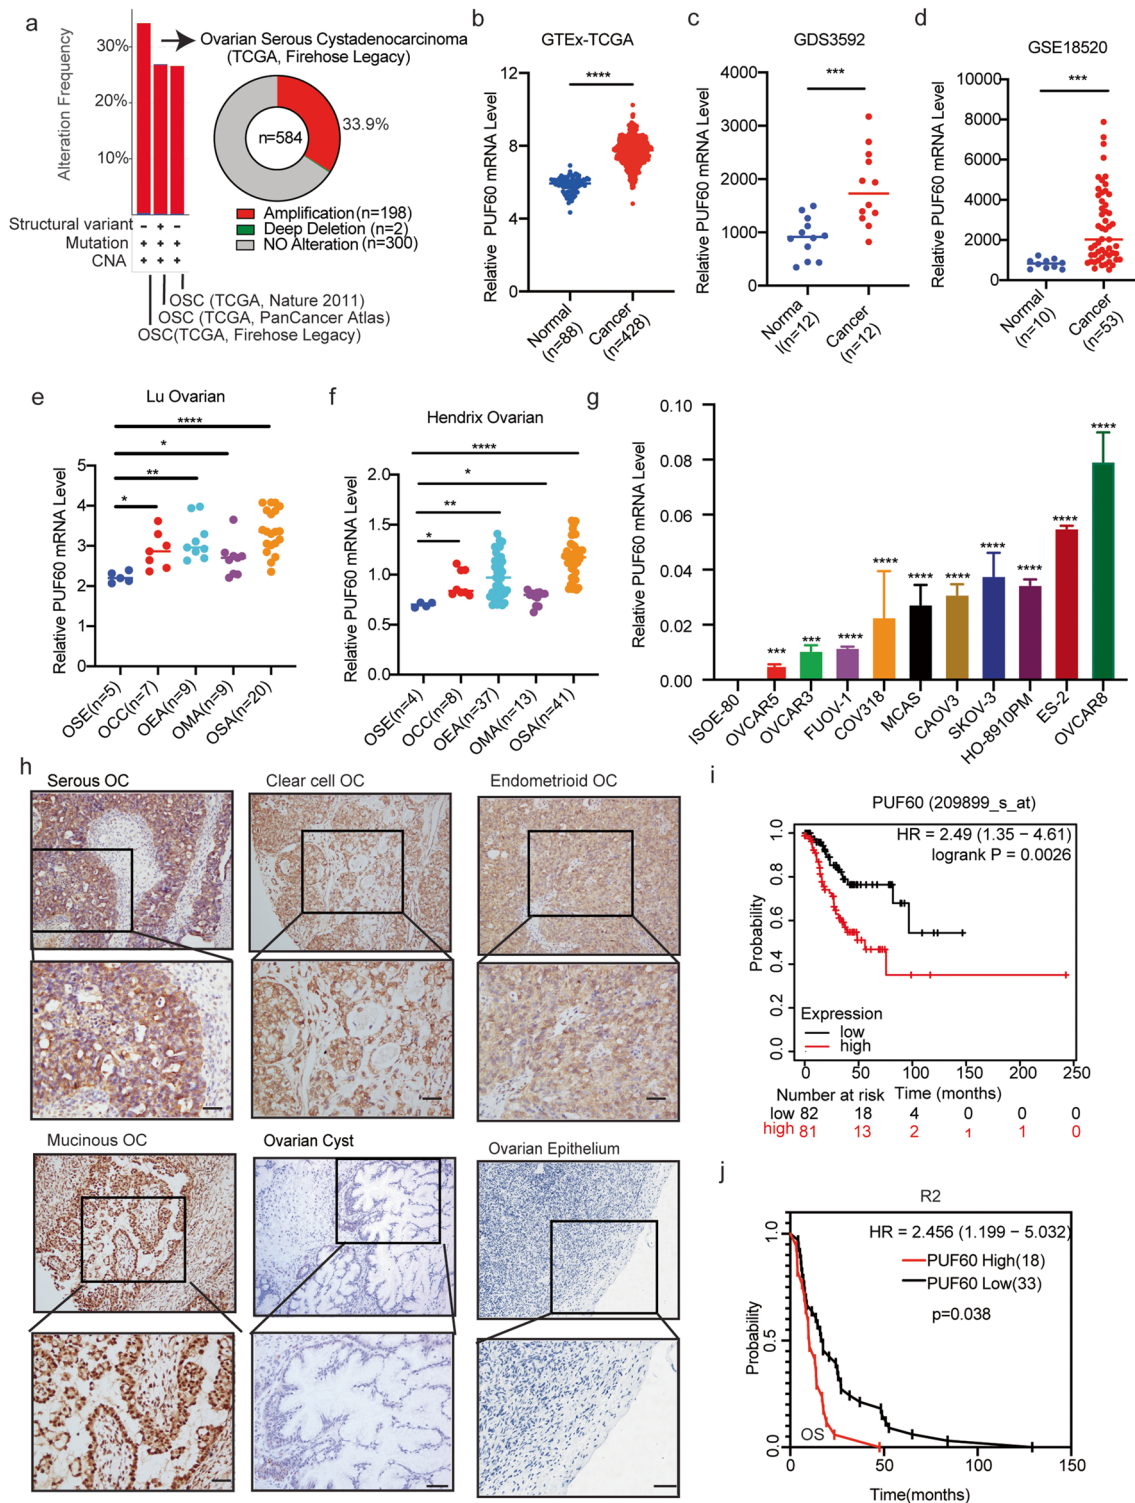 a
Alteration Frequency
30%
20%
10%
Ovarian Serous Cystadenocarcinoma
(TCGA, Firehose Legacy)
n=584
33.9%
Amplification (n=198)
Deep Deletion (n=2)
NO Alteration (n=300)
Structural variant - + -
Mutation + + +
CNA + + +
OSC (TCGA, Nature 2011)
OSC (TCGA, PanCancer Atlas)
OSC(TCGA, Firehose Legacy)
b
GTEx-TCGA
Relative PUF60 mRNA Level
12
8
4
0
****
Normal
(n=88)
Cancer
(n=428)
c
GDS3592
Relative PUF60 mRNA Level
4000
3000
2000
1000
0
***
Norma
l(n=12)
Cancer
(n=12)
d
GSE18520
Relative PUF60 mRNA Level
10000
8000
6000
4000
2000
0
***
Normal
(n=10)
Cancer
(n=53)
e
Lu Ovarian
Relative PUF60 mRNA Level
5
4
3
2
1
0
****
*
**
*
OSE(n=5)
OCC(n=7)
OEA(n=9)
OMA(n=9)
OSA(n=20)
f
Hendrix Ovarian
Relative PUF60 mRNA Level
2.0
1.5
1.0
0.5
0.0
****
*
**
*
OSE(n=4)
OCC(n=8)
OEA(n=37)
OMA(n=13)
OSA(n=41)
g
Relative PUF60 mRNA Level
0.10
0.08
0.06
0.04
0.02
0.00
*** *** **** **** **** **** **** **** **** ****
ISOE-80
OVCAR5
OVCAR3
FUOV-1
COV318
MCAS
CAOV3
SKOV-3
HO-8910PM
ES-2
OVCAR8
h
Serous OC
Clear cell OC
Endometrioid OC
Mucinous OC
Ovarian Cyst
Ovarian Epithelium
i
PUF60 (209899_s_at)
HR = 2.49 (1.35 − 4.61)
logrank P = 0.0026
Probability
1.0
0.8
0.6
0.4
0.2
0.0
Expression
low
high
0 50 100 150 200 250
Number at risk Time (months)
low 82 18 4 0 0 0
high 81 13 2 1 1 0
j
R2
HR = 2.456 (1.199 − 5.032)
PUF60 High(18)
PUF60 Low(33)
p=0.038
Probability
1.0
0.5
0.0
OS
0 50 100 150
Time(months)